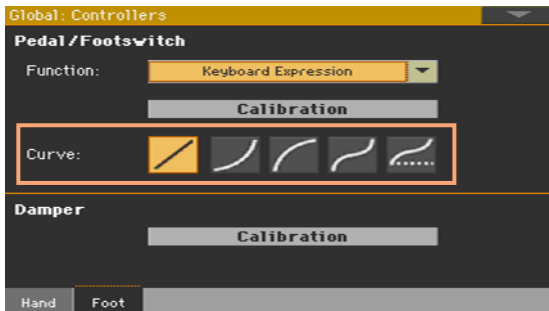 Global: Controllers
Pedal/Footswitch
Function: Keyboard Expression
Calibration
Curve:
Damper
Calibration
Hand Foot